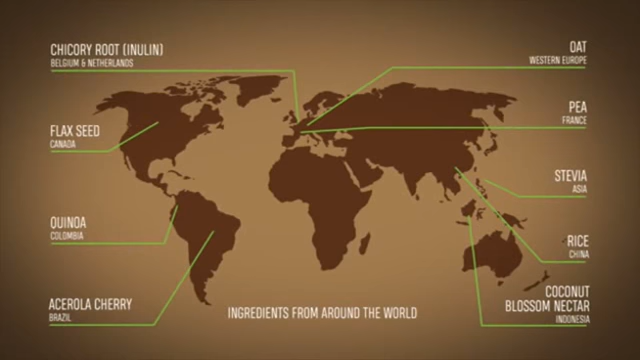 CHICORY ROOT (INULIN)
BELGIUM & NETHERLANDS
FLAX SEED
CANADA
QUINOA
COLOMBIA
ACEROLA CHERRY
BRAZIL
OAT
WESTERN EUROPE
PEA
FRANCE
STEVIA
ASIA
RICE
CHINA
COCONUT
BLOSSOM NECTAR
INDONESIA
INGREDIENTS FROM AROUND THE WORLD